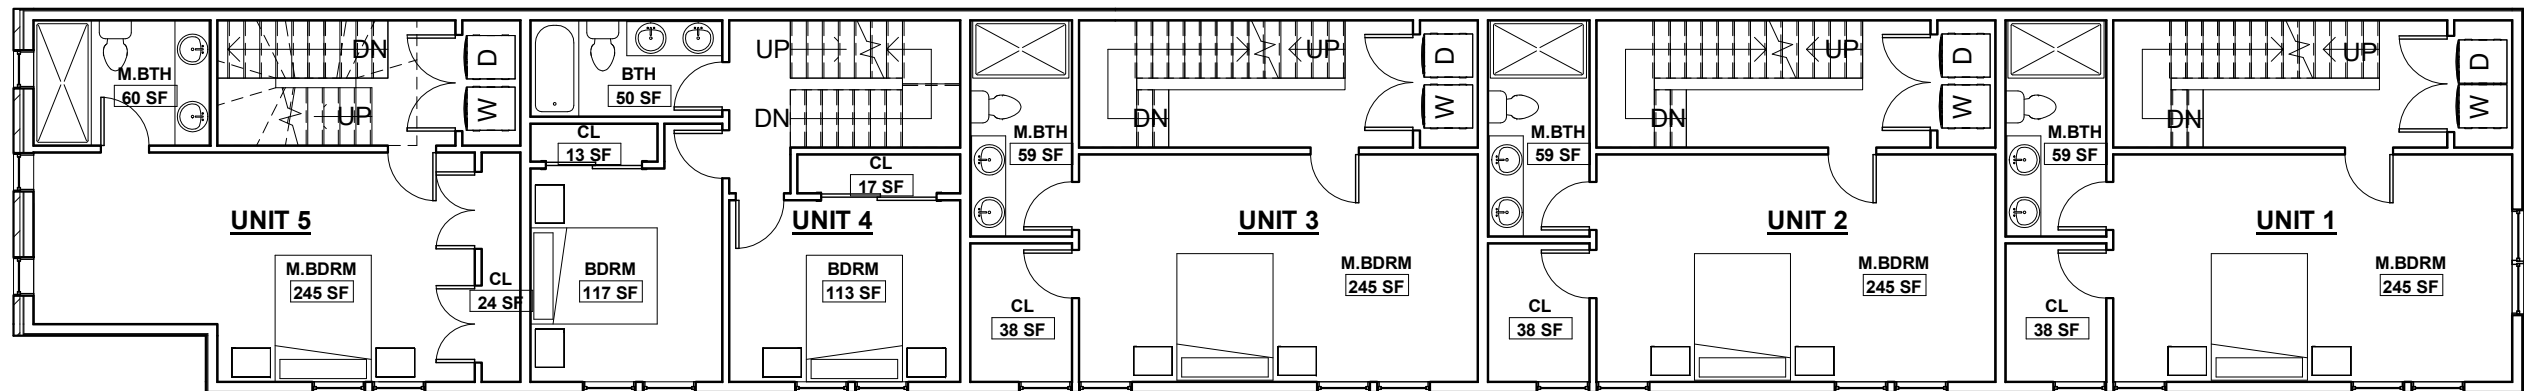 DN
UP
D
W
M.BTH
60 SF
UNIT 5
M.BDRM
245 SF
CL
24 SF
BTH
50 SF
CL
13 SF
BDRM
117 SF
UP
DN
CL
17 SF
UNIT 4
BDRM
113 SF
UP
DN
D
W
M.BTH
59 SF
UNIT 3
M.BDRM
245 SF
CL
38 SF
UP
DN
D
W
M.BTH
59 SF
UNIT 2
M.BDRM
245 SF
CL
38 SF
UP
DN
D
W
M.BTH
59 SF
UNIT 1
M.BDRM
245 SF
CL
38 SF